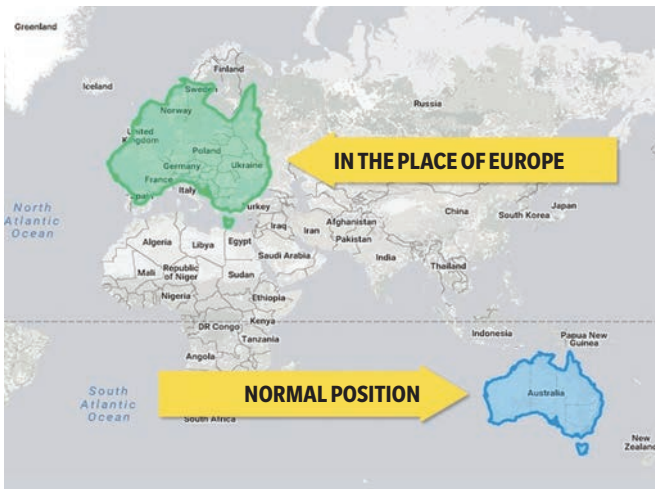 Greenland
Iceland
Finland
Sweden
Norway
Russia
United
Kingdom
Poland
Germany
Ukraine
France
Spain
Italy
Turkey
IN THE PLACE OF EUROPE
North
Atlantic
Ocean
Japan
South Korea
China
Afghanistan
Iraq
Iran
Pakistan
Algeria
Libya
Egypt
Saudi Arabia
India
Mali
Republic
of Niger
Sudan
Thailand
Nigeria
Ethiopia
DR Congo
Kenya
Tanzania
Indonesia
Papua New
Guinea
Angola
South
Atlantic
Ocean
NORMAL POSITION
Australia
South Africa
New
Zealand